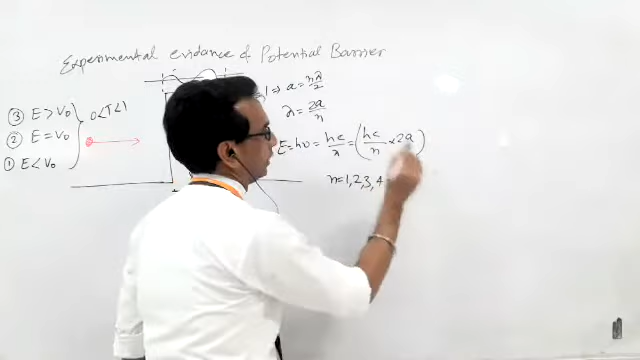 Experimental evidence of Potential Barrier
③ E > V₀
② E = V₀
① E < V₀
0<T<1
1 ⇒ a = nλ/2
λ = 2a/n
E = hν = hc/λ = (hc/n × 2a)
n = 1,2,3,4